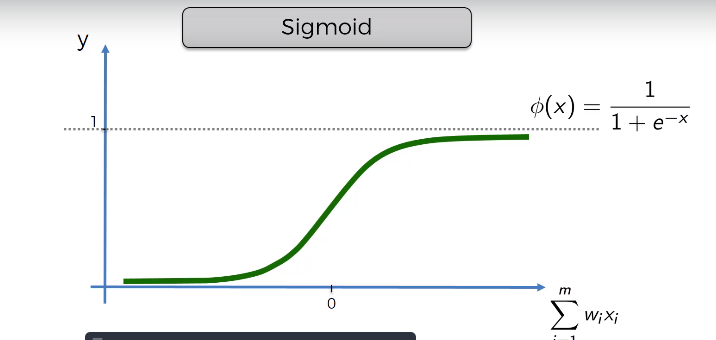 Sigmoid
y
1
ϕ(x) = 1 / (1 + e^−x)
0
m
∑ wᵢxᵢ